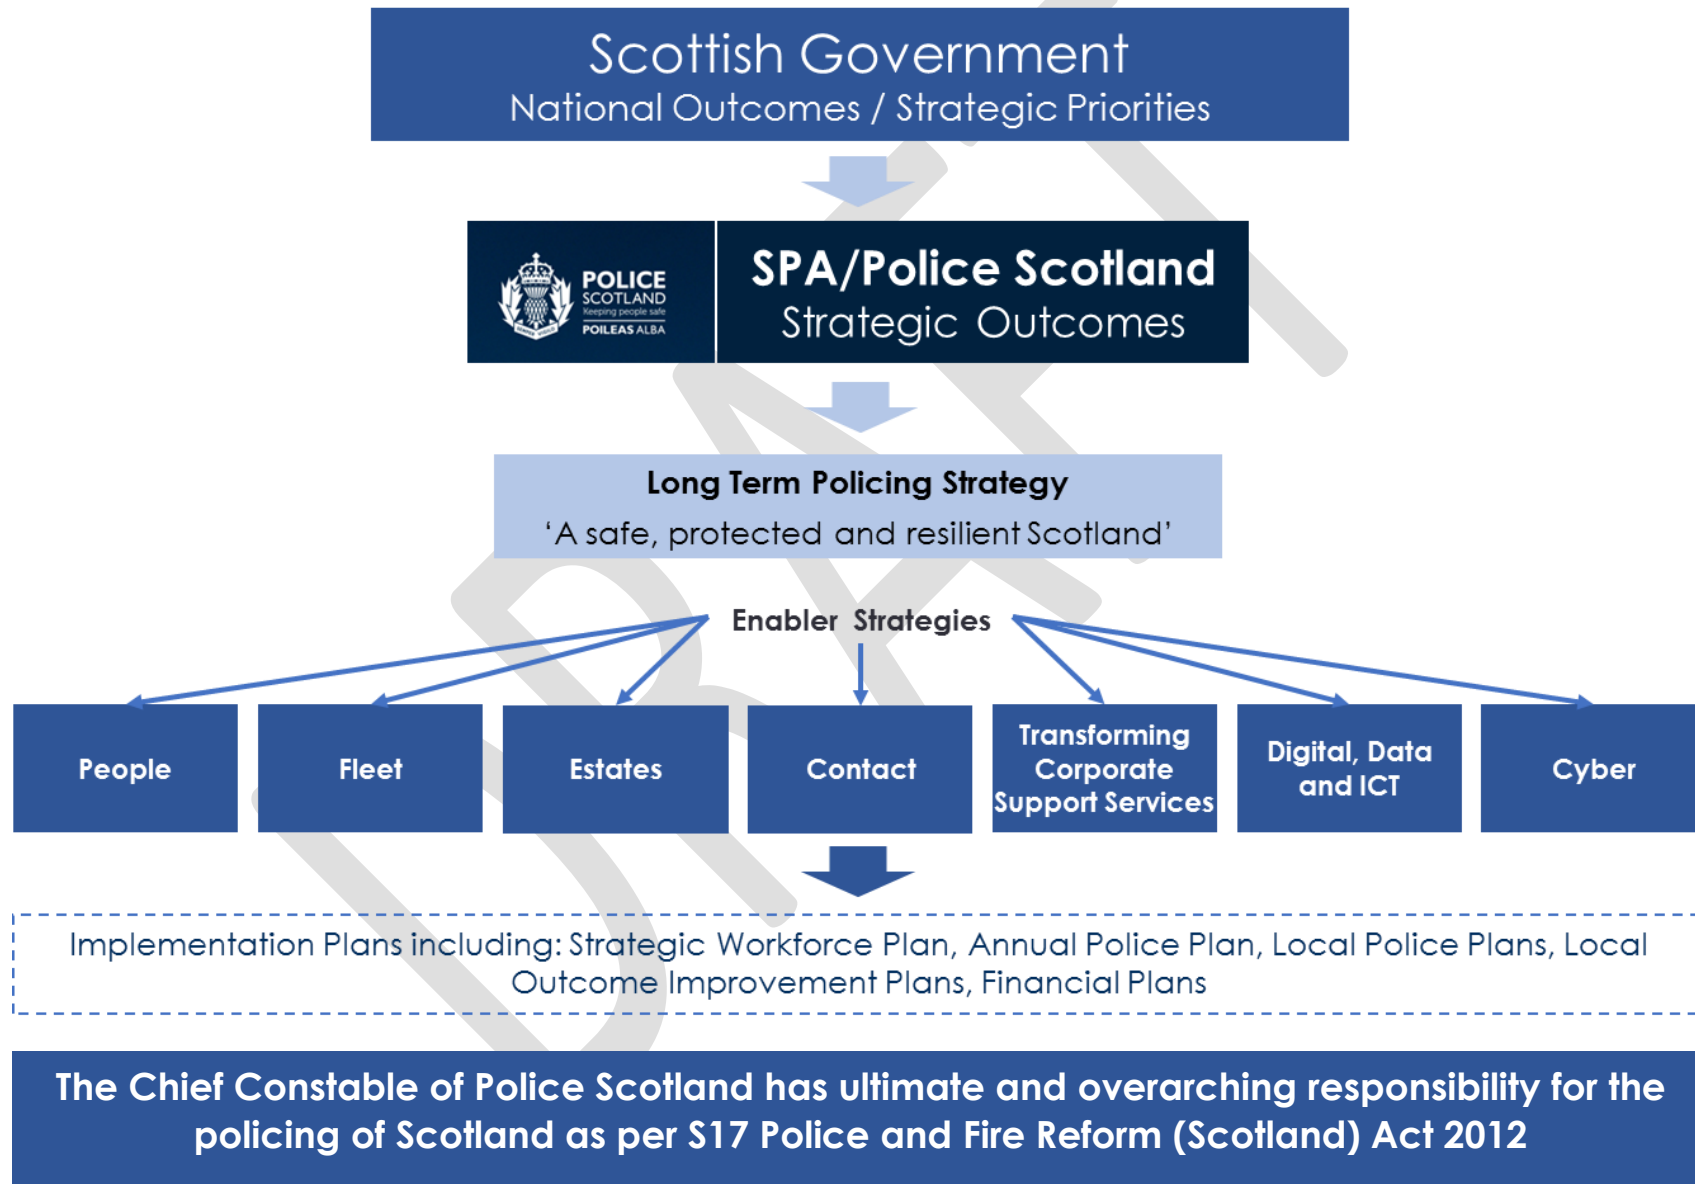 Scottish Government
National Outcomes / Strategic Priorities
POLICE
SCOTLAND
Keeping people safe
POILEAS ALBA
SPA/Police Scotland
Strategic Outcomes
Long Term Policing Strategy
‘A safe, protected and resilient Scotland’
Enabler Strategies
People
Fleet
Estates
Contact
Transforming
Corporate
Support Services
Digital, Data
and ICT
Cyber
Implementation Plans including: Strategic Workforce Plan, Annual Police Plan, Local Police Plans, Local
Outcome Improvement Plans, Financial Plans
The Chief Constable of Police Scotland has ultimate and overarching responsibility for the
policing of Scotland as per S17 Police and Fire Reform (Scotland) Act 2012
DRAFT